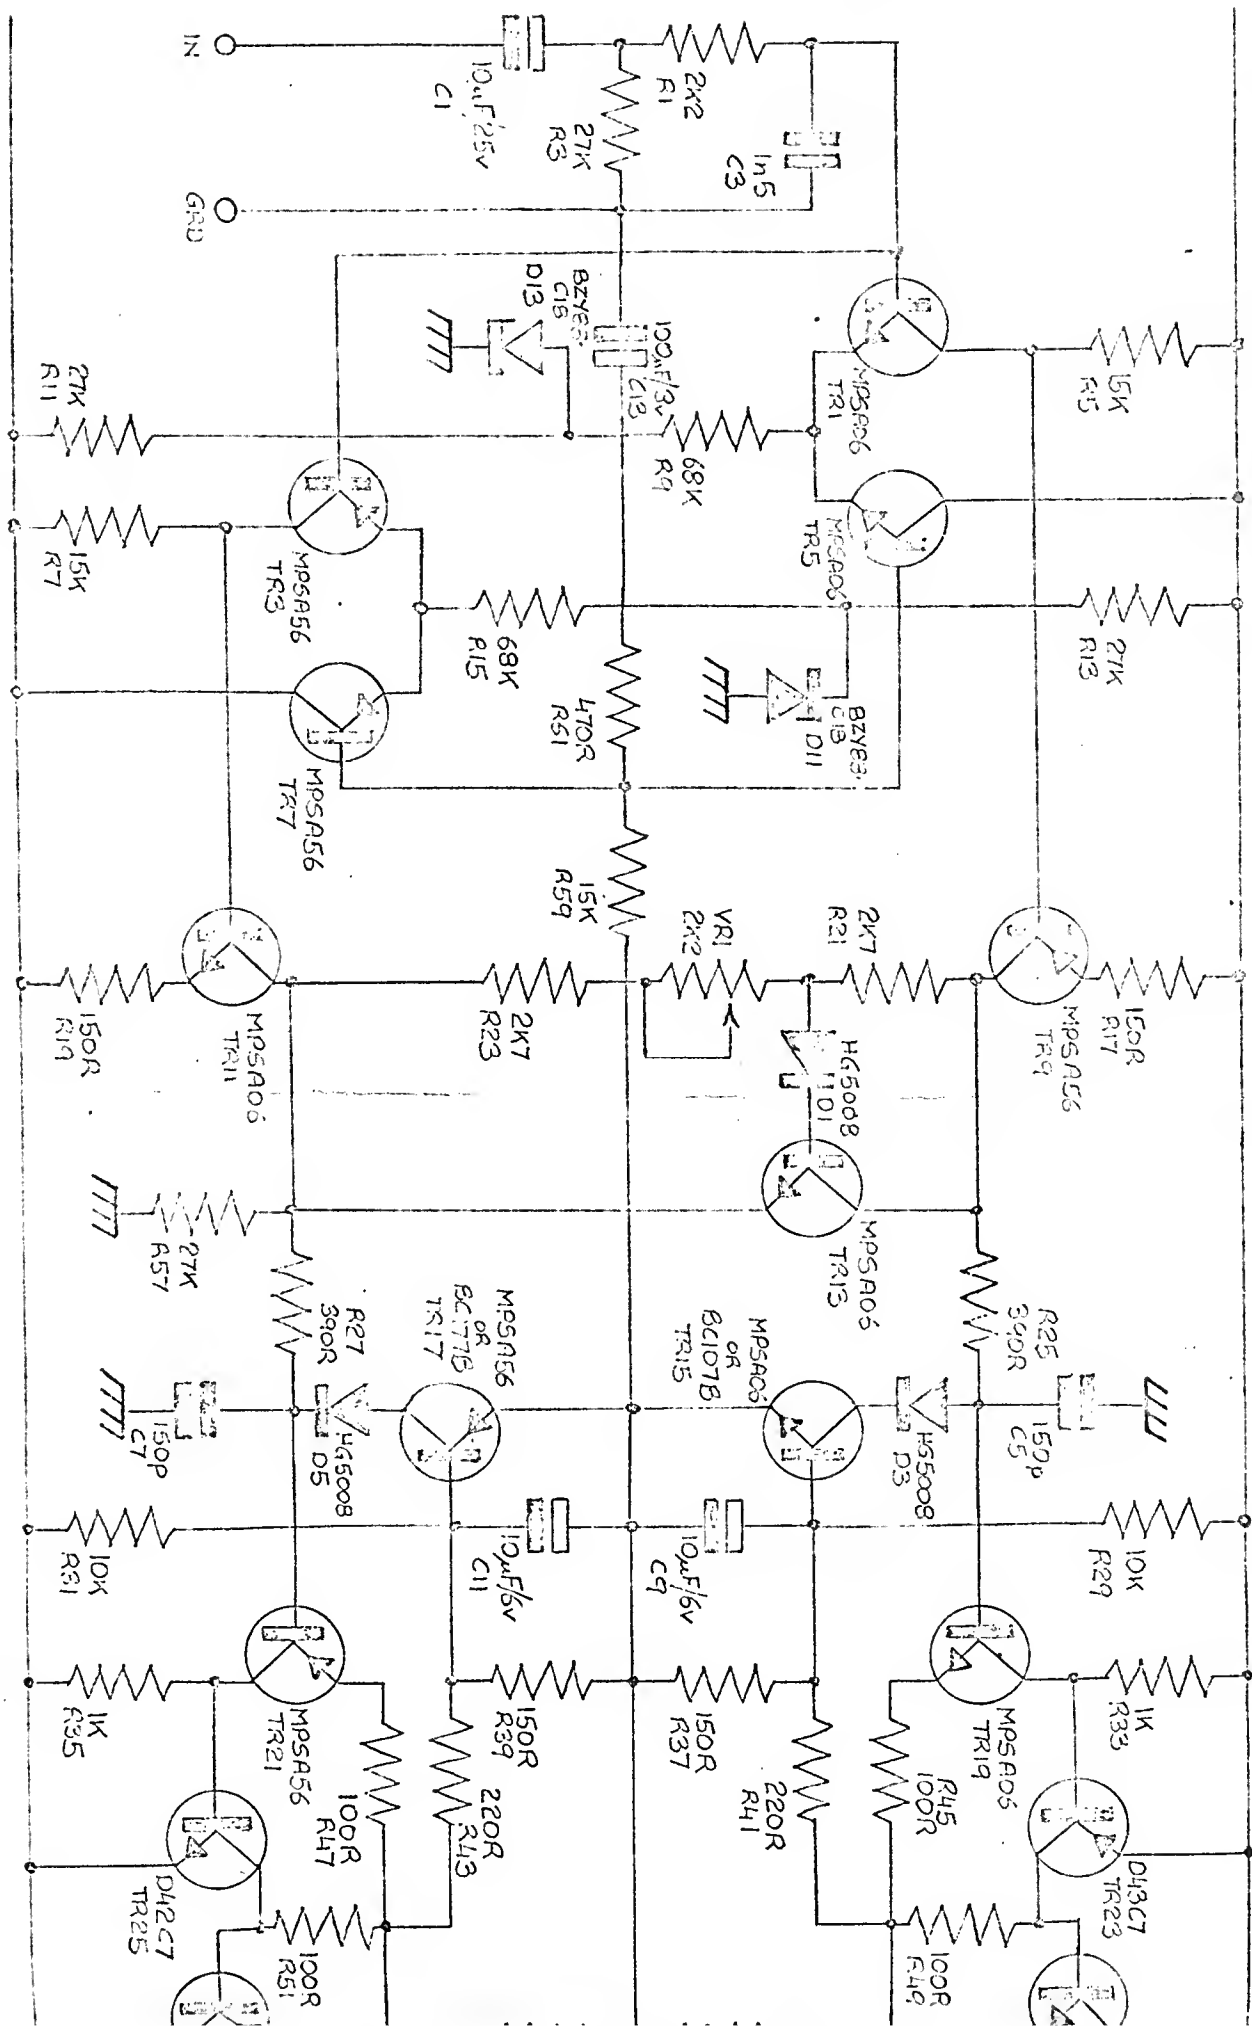 IN
10µF/25v
C1
27K
R3
2K2
R1
1n5
C3
GRD
BZY88
C18
D13
100µF/3v
C13
MPSA06
TR1
15K
R5
27K
R11
68K
R9
MPSA06
TR5
15K
R7
MPSA56
TR3
68K
R15
27K
R13
BZY88
C18
D11
470R
R61
MPSA56
TR7
15K
R59
VR1
2K2
2K7
R21
150R
R17
MPSA56
TR9
150R
R19
MPSA06
TR11
2K7
R23
HG5008
D1
MPSA06
TR13
27K
R57
R27
390R
R25
390R
MPSA56
OR
BC177B
TR17
MPSA06
OR
BC107B
TR15
150p
C7
HG5008
D5
HG5008
D3
150p
C5
10K
R31
10µF/6v
C11
10µF/6v
C9
10K
R29
1K
R35
MPSA56
TR21
150R
R39
150R
R37
MPSA06
TR19
1K
R33
100R
R47
220R
R43
220R
R41
R45
100R
D42C7
TR25
100R
R51
100R
R49
D43C7
TR23